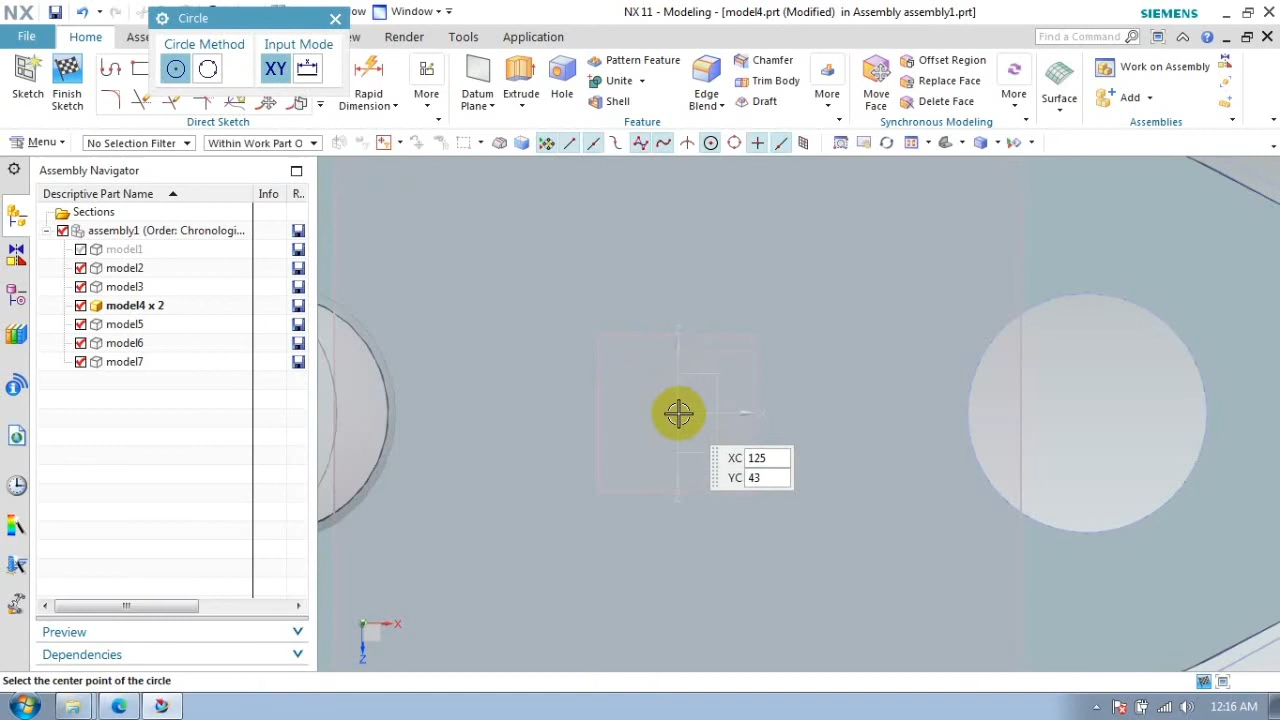 NX
Window
NX 11 - Modeling - [model4.prt (Modified) in Assembly assembly1.prt]
SIEMENS
Circle
File
Home
Render
Tools
Application
Find a Command
Circle Method
Input Mode
XY
Sketch
Finish
Sketch
Rapid
Dimension
More
Direct Sketch
Datum
Plane
Extrude
Hole
Pattern Feature
Unite
Shell
Edge
Blend
Chamfer
Trim Body
Draft
More
Feature
Move
Face
Offset Region
Replace Face
Delete Face
More
Synchronous Modeling
Surface
Work on Assembly
Add
Assemblies
Menu
No Selection Filter
Within Work Part O
Assembly Navigator
Descriptive Part Name
Info
R..
Sections
assembly1 (Order: Chronologi...
model1
model2
model3
model4 x 2
model5
model6
model7
Preview
Dependencies
XC 125
YC 43
X
Z
Select the center point of the circle
12:16 AM